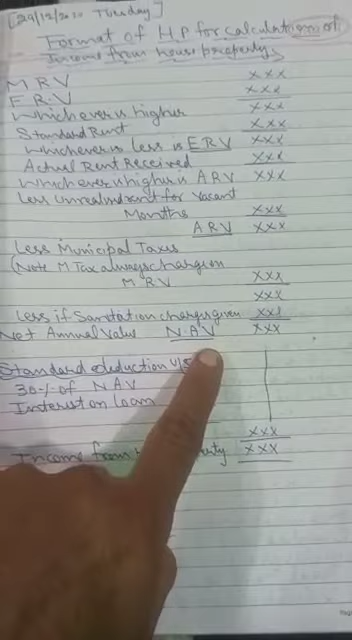 [29/12/2020 Tuesday]
Format of H.P for calculation of
Income from house property
M R V xxx
F R V xxx
Whichever is higher xxx
Standard Rent xxx
Whichever is less is ERV xxx
Actual Rent Received xxx
Whichever is higher is ARV xxx
Less Unrealised rent for vacant
Months xxx
ARV xxx
Less Municipal Taxes
(Note M Tax always charge on
MRV xxx
xxx
Less if Sanitation charges given xxx
Net Annual Value N.A.V xxx
Standard deduction u/s
30% of NAV
Interest on loan
xxx
Income from property xxx